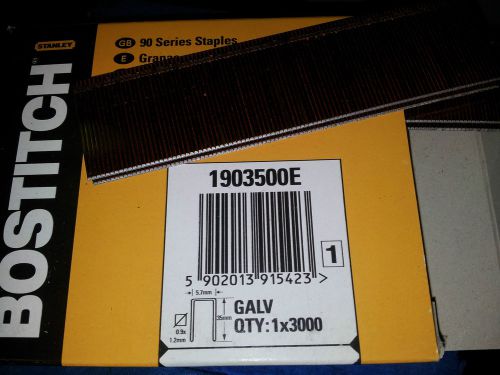 STANLEY
BOSTITCH
GB 90 Series Staples
E
1903500E
5 902013 915423 >
1
5.7mm
35mm
0.9x
1.2mm
GALV
QTY:1x3000